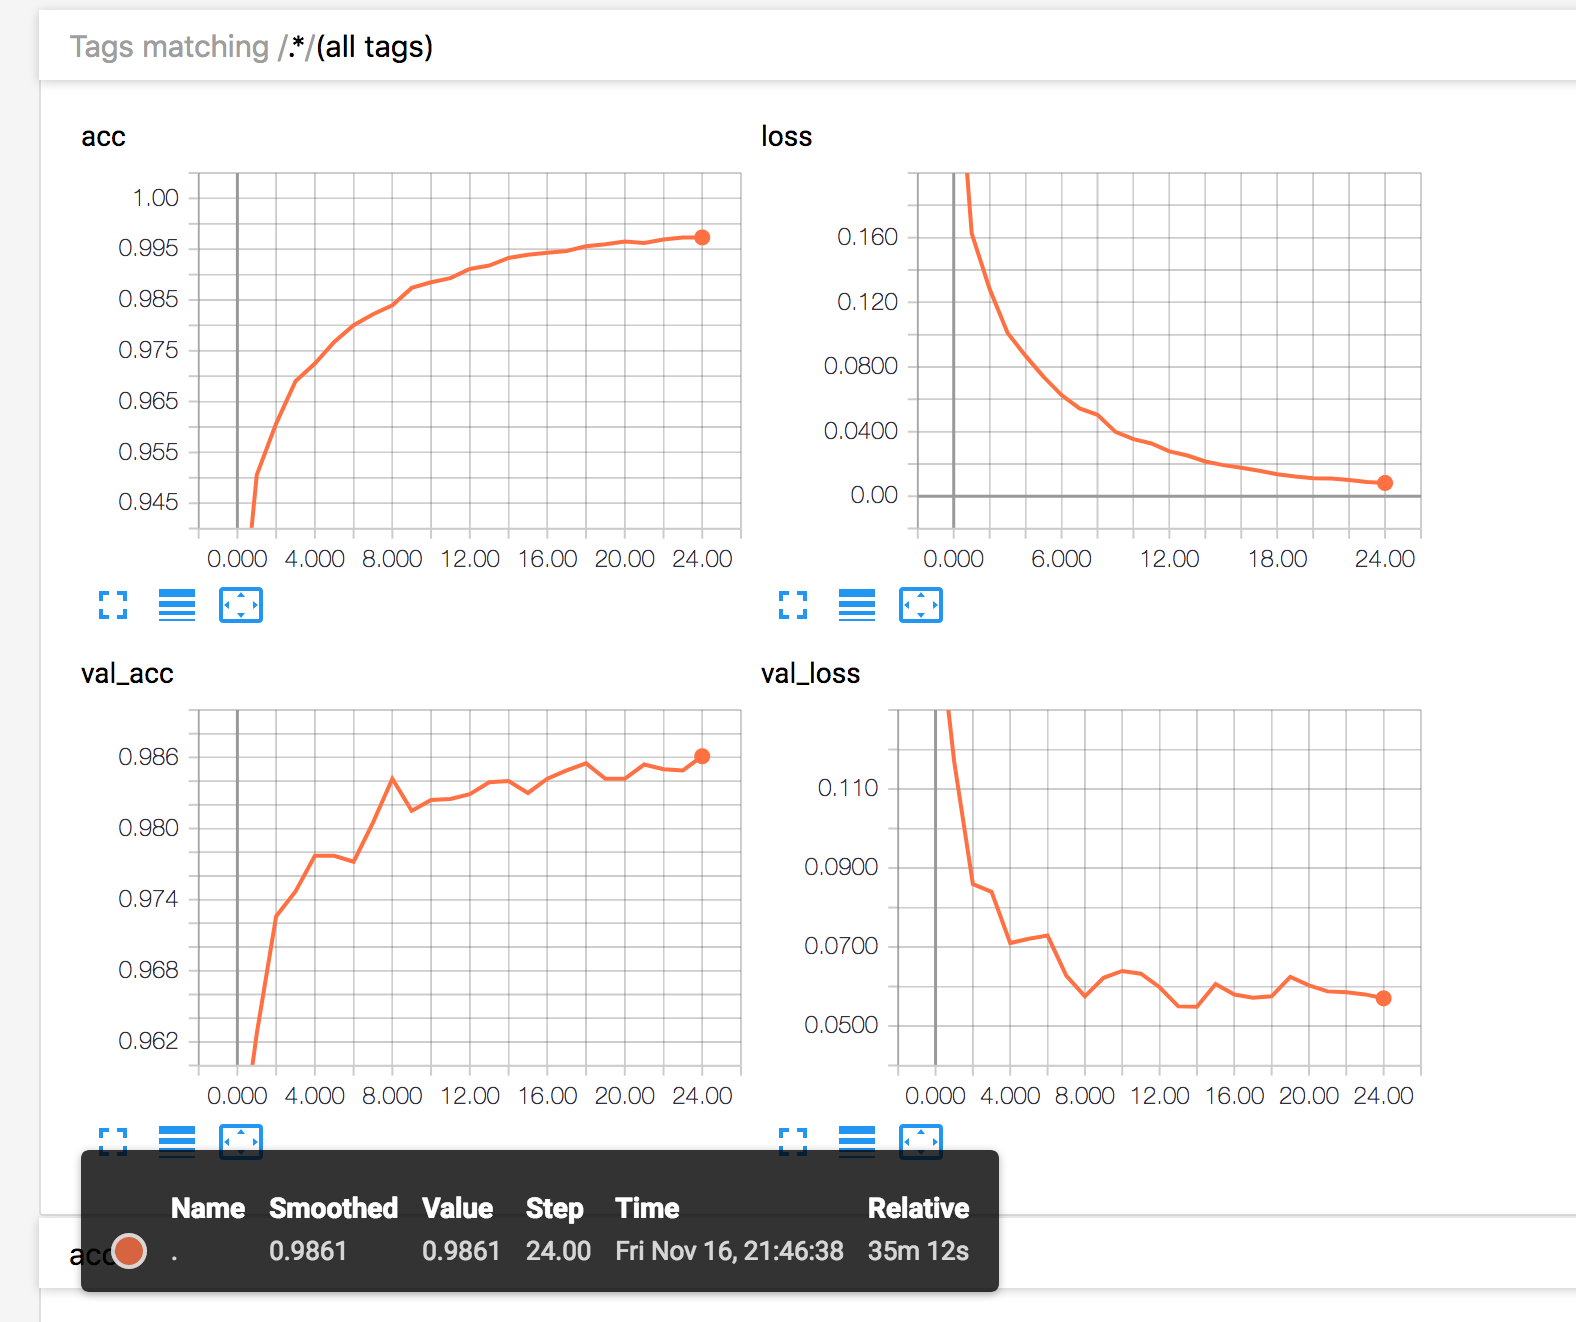 Tags matching /.*/(all tags)
acc
1.00
0.995
0.985
0.975
0.965
0.955
0.945
0.000 4.000 8.000 12.00 16.00 20.00 24.00
loss
0.160
0.120
0.0800
0.0400
0.00
0.000 6.000 12.00 18.00 24.00
val_acc
0.986
0.980
0.974
0.968
0.962
0.000 4.000 8.000 12.00 16.00 20.00 24.00
val_loss
0.110
0.0900
0.0700
0.0500
0.000 4.000 8.000 12.00 16.00 20.00 24.00
Name Smoothed Value Step Time Relative
. 0.9861 0.9861 24.00 Fri Nov 16, 21:46:38 35m 12s
acc